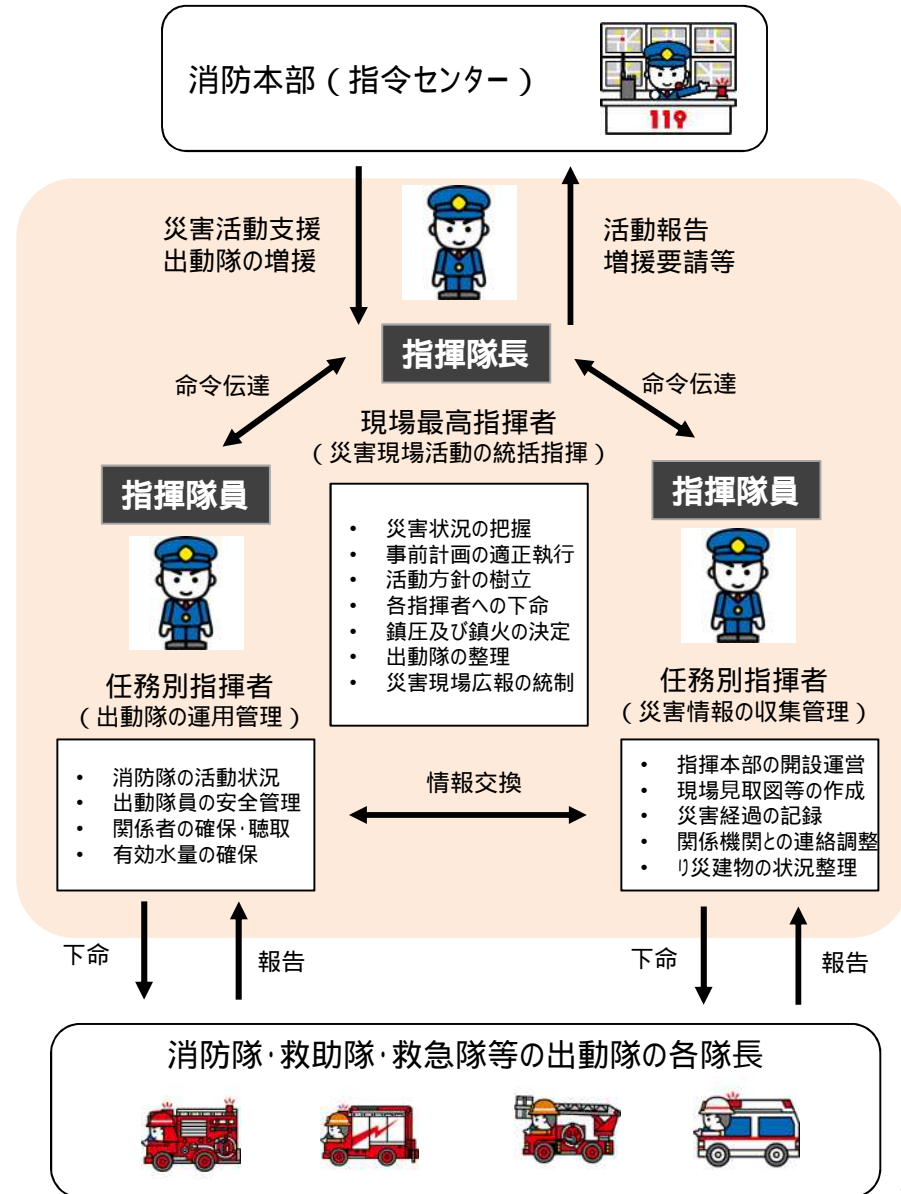 消防本部（指令センター）
119
災害活動支援
出動隊の増援
活動報告
増援要請等
指揮隊長
命令伝達
命令伝達
現場最高指揮者
（災害現場活動の統括指揮）
指揮隊員
指揮隊員
• 災害状況の把握
• 事前計画の適正執行
• 活動方針の樹立
• 各指揮者への下命
• 鎮圧及び鎮火の決定
• 出動隊の整理
• 災害現場広報の統制
任務別指揮者
（出動隊の運用管理）
任務別指揮者
（災害情報の収集管理）
• 消防隊の活動状況
• 出動隊員の安全管理
• 関係者の確保･聴取
• 有効水量の確保
情報交換
• 指揮本部の開設運営
• 現場見取図等の作成
• 災害経過の記録
• 関係機関との連絡調整
• り災建物の状況整理
下命
報告
下命
報告
消防隊･救助隊･救急隊等の出動隊の各隊長